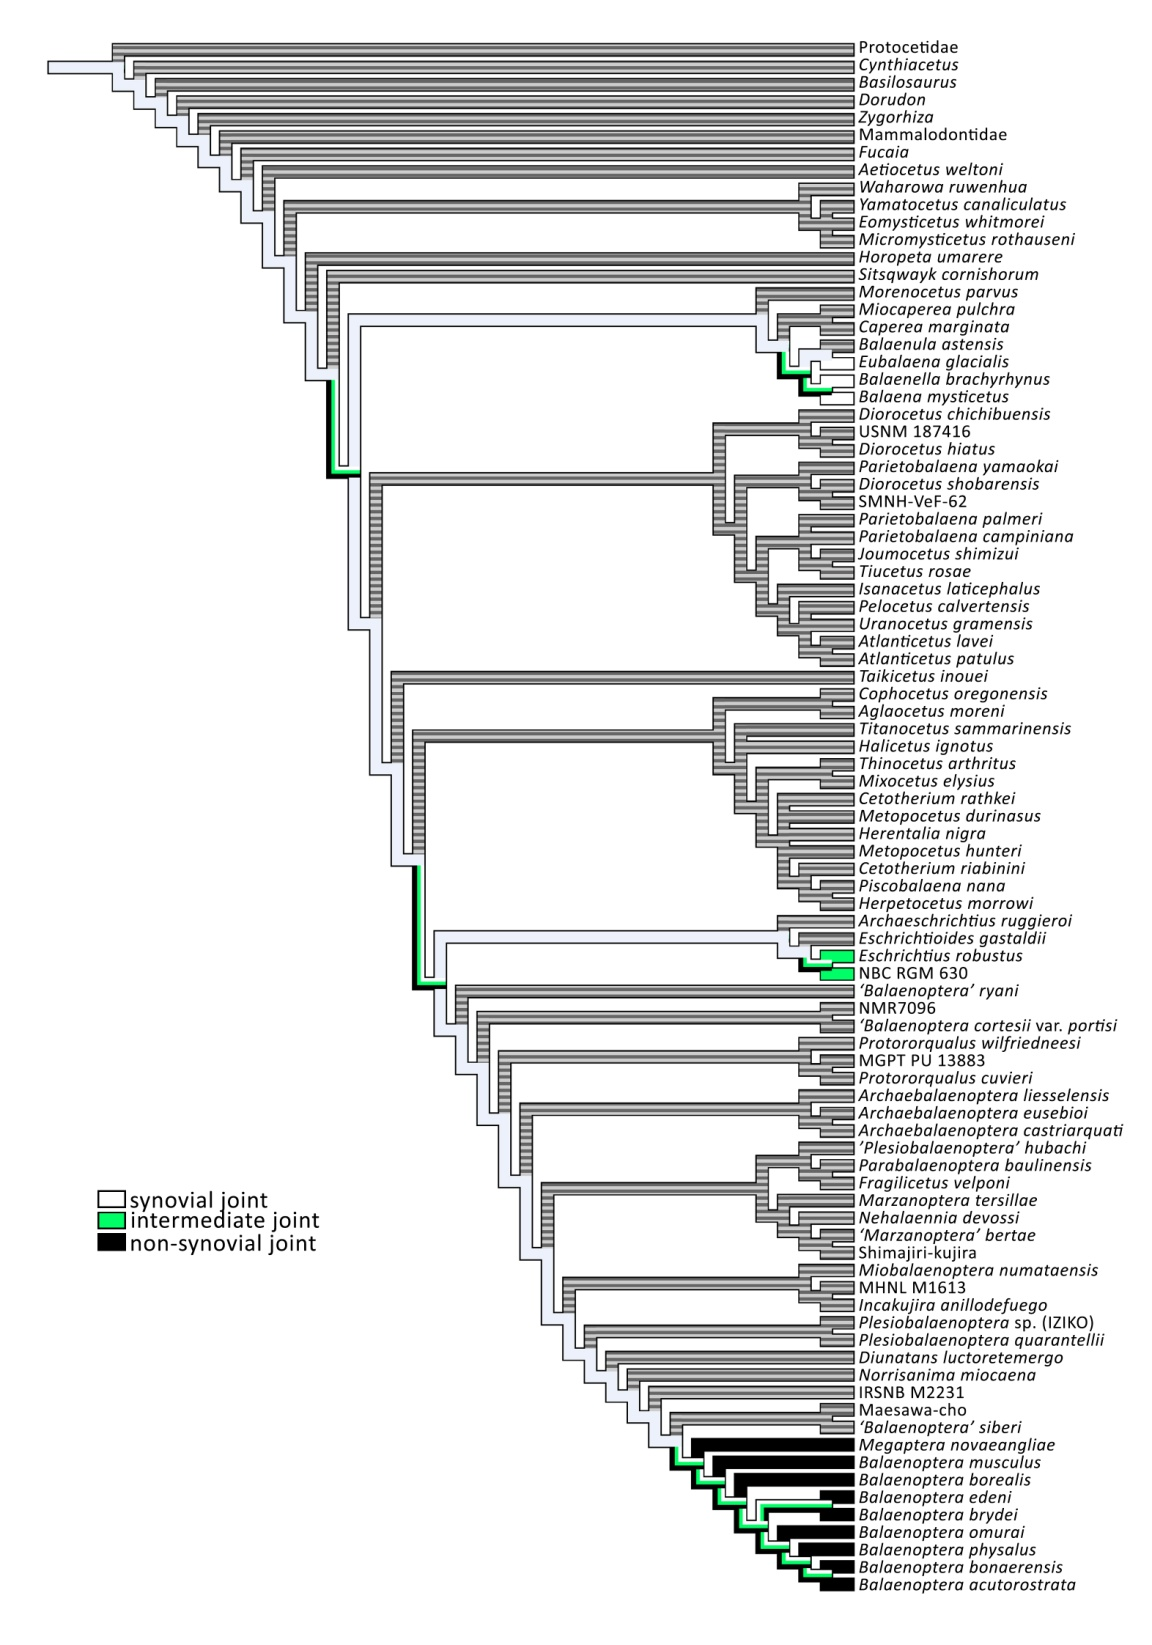 Protocetidae
Cynthiacetus
Basilosaurus
Dorudon
Zygorhiza
Mammalodontidae
Fucaia
Aetiocetus weltoni
Waharowa ruwenhua
Yamatocetus canaliculatus
Eomysticetus whitmorei
Micromysticetus rothauseni
Horopeta umarere
Sitsqwayk cornishorum
Morenocetus parvus
Miocaperea pulchra
Caperea marginata
Balaenula astensis
Eubalaena glacialis
Balaenella brachyrhynus
Balaena mysticetus
Diorocetus chichibuensis
USNM 187416
Diorocetus hiatus
Parietobalaena yamaokai
Diorocetus shobarensis
SMNH-VeF-62
Parietobalaena palmeri
Parietobalaena campiniana
Joumocetus shimizui
Tiucetus rosae
Isanacetus laticephalus
Pelocetus calvertensis
Uranocetus gramensis
Atlanticetus lavei
Atlanticetus patulus
Taikicetus inouei
Cophocetus oregonensis
Aglaocetus moreni
Titanocetus sammarinensis
Halicetus ignotus
Thinocetus arthritus
Mixocetus elysius
Cetotherium rathkei
Metopocetus durinasus
Herentalia nigra
Metopocetus hunteri
Cetotherium riabinini
Piscobalaena nana
Herpetocetus morrowi
Archaeschrichtius ruggieroi
Eschrichtioides gastaldii
Eschrichtius robustus
NBC RGM 630
‘Balaenoptera’ ryani
NMR7096
‘Balaenoptera cortesii var. portisi
Protororqualus wilfriedneesi
MGPT PU 13883
Protororqualus cuvieri
Archaebalaenoptera liesselensis
Archaebalaenoptera eusebioi
Archaebalaenoptera castriarquati
’Plesiobalaenoptera’ hubachi
Parabalaenoptera baulinensis
Fragilicetus velponi
Marzanoptera tersillae
Nehalaennia devossi
‘Marzanoptera’ bertae
Shimajiri-kujira
Miobalaenoptera numataensis
MHNL M1613
Incakujira anillodefuego
Plesiobalaenoptera sp. (IZIKO)
Plesiobalaenoptera quarantellii
Diunatans luctoretemergo
Norrisanima miocaena
IRSNB M2231
Maesawa-cho
‘Balaenoptera’ siberi
Megaptera novaeangliae
Balaenoptera musculus
Balaenoptera borealis
Balaenoptera edeni
Balaenoptera brydei
Balaenoptera omurai
Balaenoptera physalus
Balaenoptera bonaerensis
Balaenoptera acutorostrata
synovial joint
intermediate joint
non-synovial joint